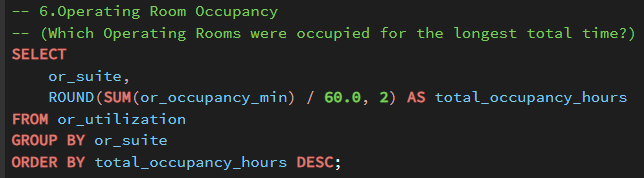 -- 6.Operating Room Occupancy
-- (Which Operating Rooms were occupied for the longest total time?)
SELECT
    or_suite,
    ROUND(SUM(or_occupancy_min) / 60.0, 2) AS total_occupancy_hours
FROM or_utilization
GROUP BY or_suite
ORDER BY total_occupancy_hours DESC;